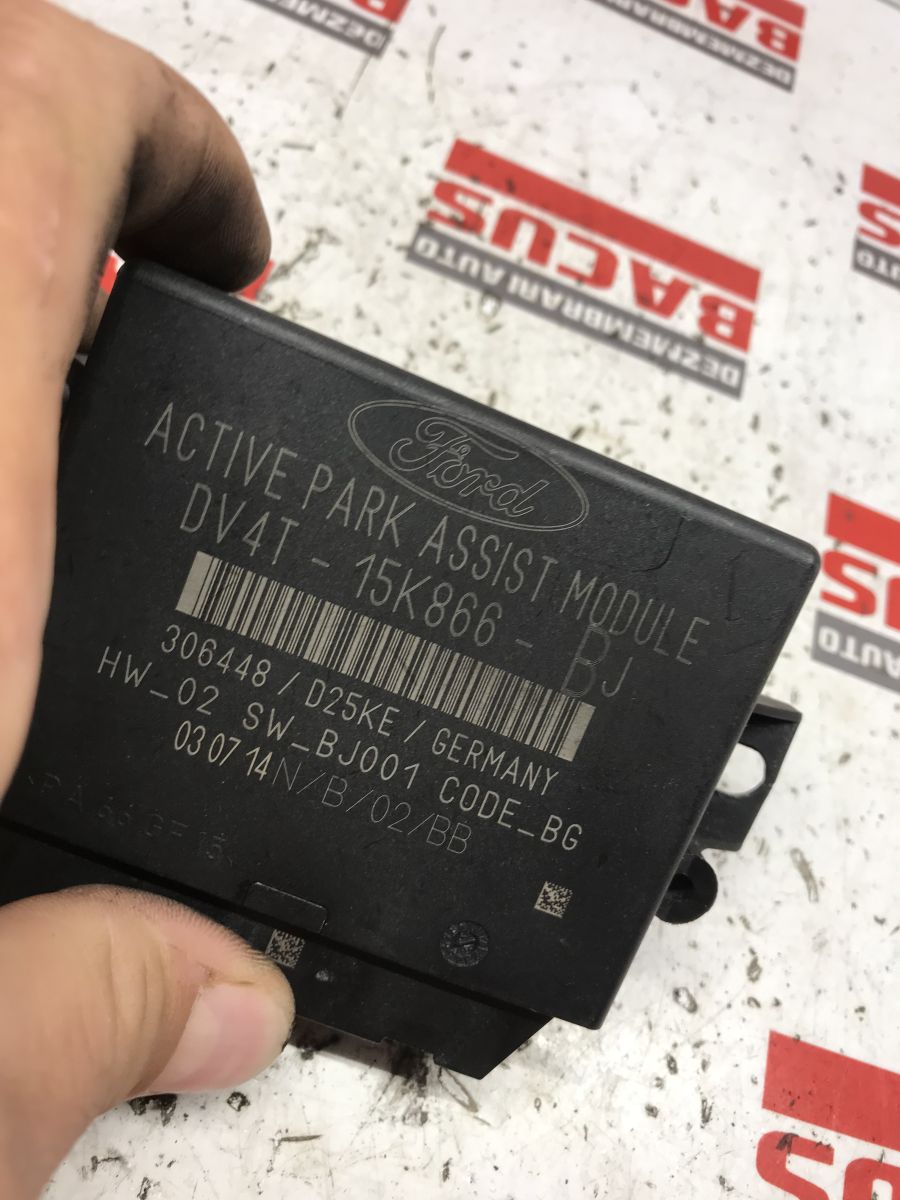 BACUS
DEZMEMBRARI AUTO
Ford
ACTIVE PARK ASSIST MODULE
DV4T - 15K866 - BJ
306448 / D25KE / GERMANY
HW_02 SW_BJ001 CODE_BG
03 07 14 N/B/02/BB